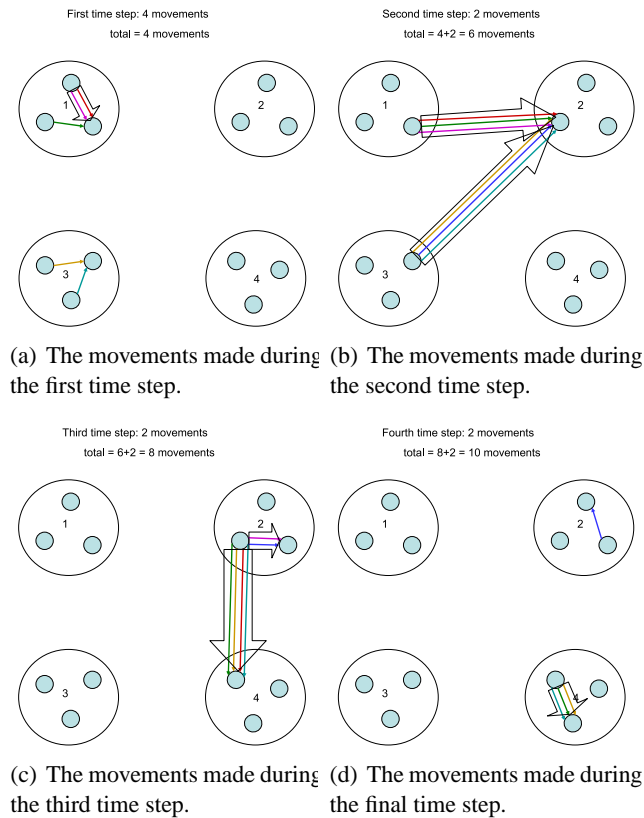 First time step: 4 movements
total = 4 movements
1
2
3
4
(a) The movements made during
the first time step.
Second time step: 2 movements
total = 4+2 = 6 movements
1
2
3
4
(b) The movements made during
the second time step.
Third time step: 2 movements
total = 6+2 = 8 movements
1
2
3
4
(c) The movements made during
the third time step.
Fourth time step: 2 movements
total = 8+2 = 10 movements
1
2
3
4
(d) The movements made during
the final time step.